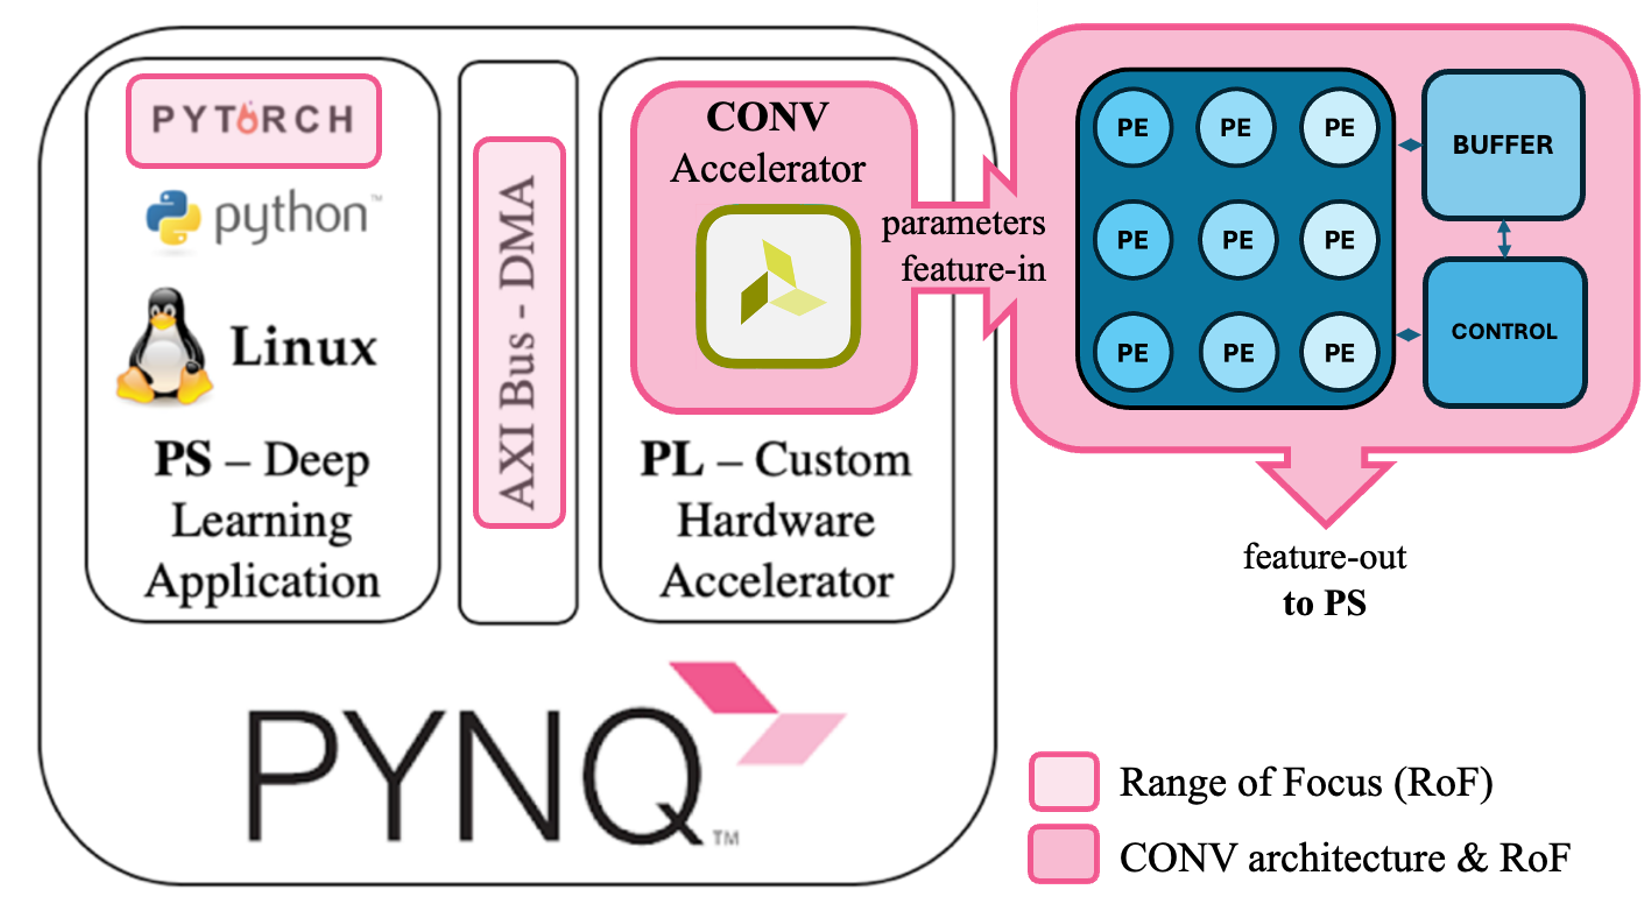 PYTORCH
python™
Linux
PS – Deep
Learning
Application
AXI Bus - DMA
CONV
Accelerator
PL – Custom
Hardware
Accelerator
parameters
feature-in
PE PE PE
PE PE PE
PE PE PE
BUFFER
CONTROL
feature-out
to PS
PYNQ™
Range of Focus (RoF)
CONV architecture & RoF